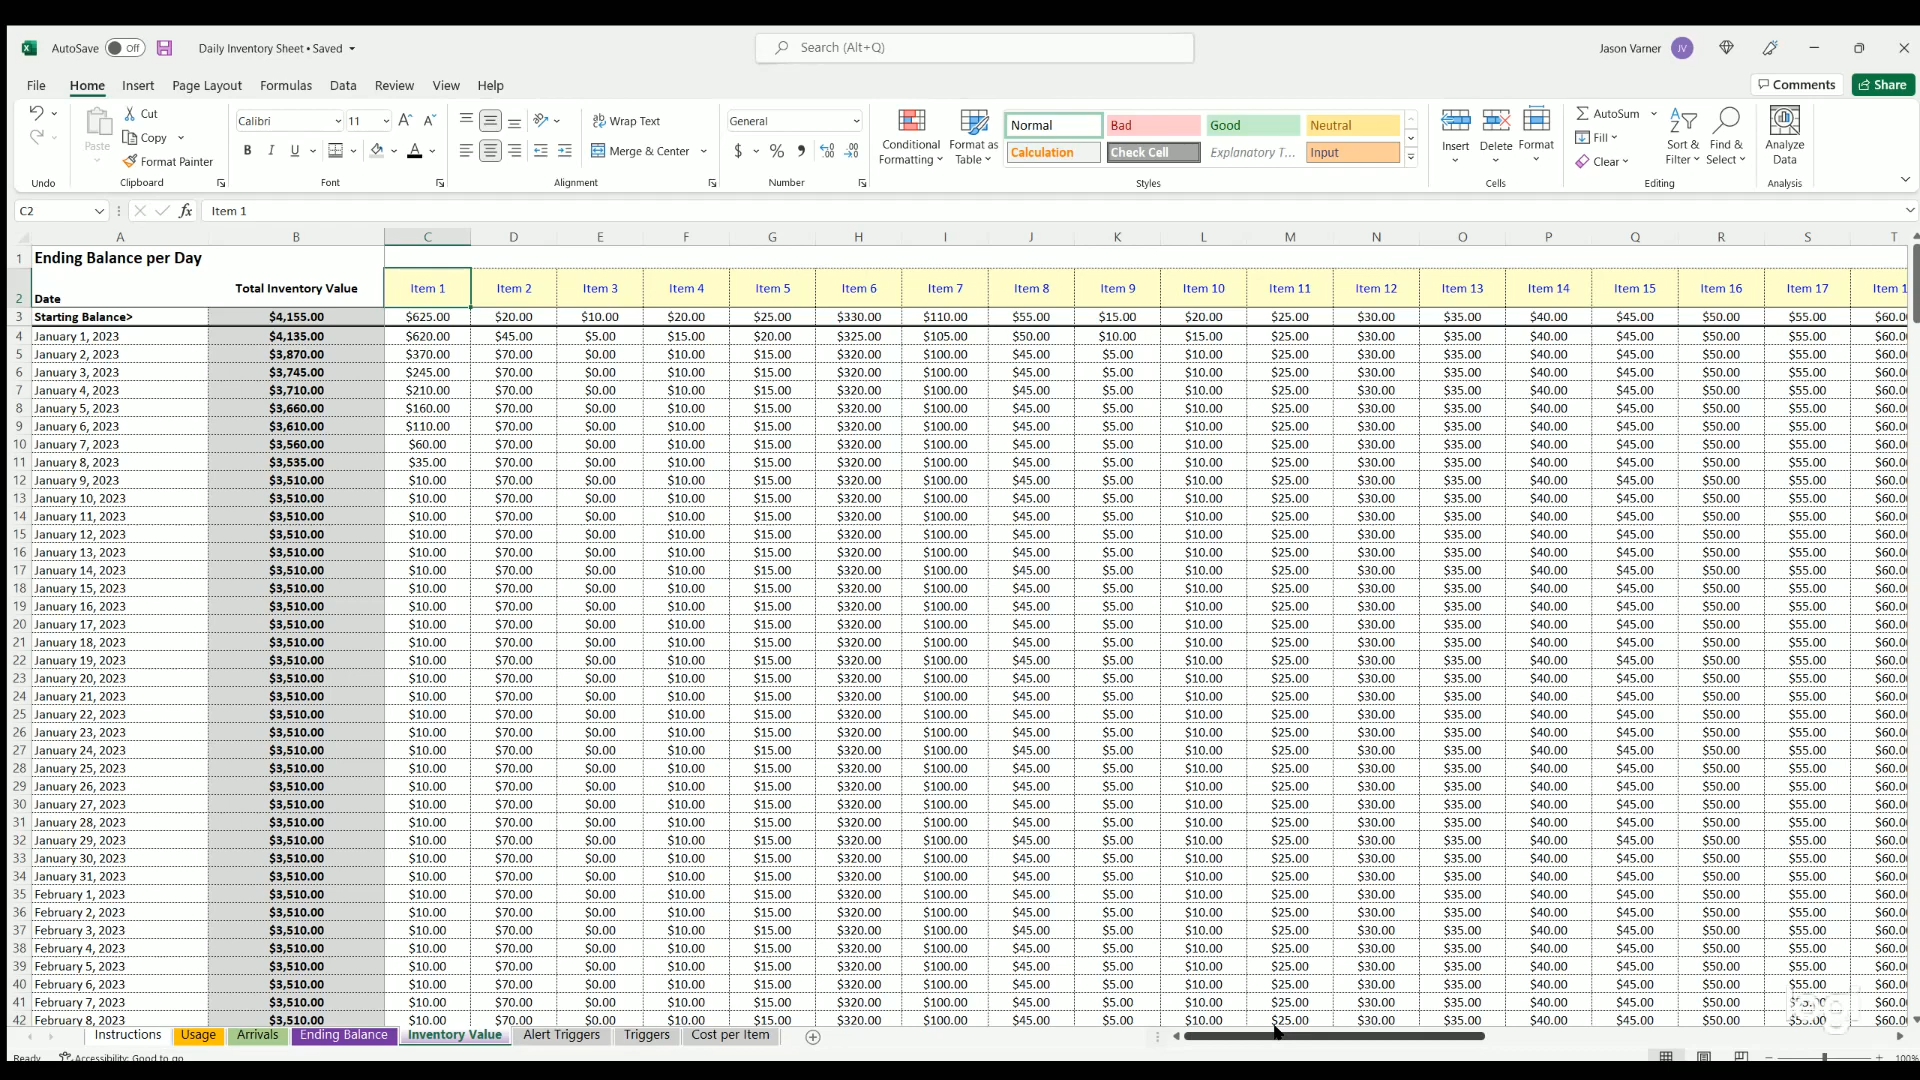 AutoSave Off Daily Inventory Sheet • Saved Search (Alt+Q) Jason Varner JV
File Home Insert Page Layout Formulas Data Review View Help Comments Share
Paste Cut Copy Format Painter Calibri 11 B I U Wrap Text Merge & Center General $ % Conditional Formatting Format as Table Normal Bad Good Neutral Calculation Check Cell Explanatory T... Input Insert Delete Format AutoSum Fill Clear Sort & Filter Find & Select Analyze Data
Undo Clipboard Font Alignment Number Styles Cells Editing Analysis
C2 fx Item 1
A B C D E F G H I J K L M N O P Q R S T
1 Ending Balance per Day
2 Date Total Inventory Value Item 1 Item 2 Item 3 Item 4 Item 5 Item 6 Item 7 Item 8 Item 9 Item 10 Item 11 Item 12 Item 13 Item 14 Item 15 Item 16 Item 17 Item 1
3 Starting Balance> $4,155.00 $625.00 $20.00 $10.00 $20.00 $25.00 $330.00 $110.00 $55.00 $15.00 $20.00 $25.00 $30.00 $35.00 $40.00 $45.00 $50.00 $55.00 $60.0
4 January 1, 2023 $4,135.00 $620.00 $45.00 $5.00 $15.00 $20.00 $325.00 $105.00 $50.00 $10.00 $15.00 $25.00 $30.00 $35.00 $40.00 $45.00 $50.00 $55.00 $60.0
5 January 2, 2023 $3,870.00 $370.00 $70.00 $0.00 $10.00 $15.00 $320.00 $100.00 $45.00 $5.00 $10.00 $25.00 $30.00 $35.00 $40.00 $45.00 $50.00 $55.00 $60.0
6 January 3, 2023 $3,745.00 $245.00 $70.00 $0.00 $10.00 $15.00 $320.00 $100.00 $45.00 $5.00 $10.00 $25.00 $30.00 $35.00 $40.00 $45.00 $50.00 $55.00 $60.0
7 January 4, 2023 $3,710.00 $210.00 $70.00 $0.00 $10.00 $15.00 $320.00 $100.00 $45.00 $5.00 $10.00 $25.00 $30.00 $35.00 $40.00 $45.00 $50.00 $55.00 $60.0
8 January 5, 2023 $3,660.00 $160.00 $70.00 $0.00 $10.00 $15.00 $320.00 $100.00 $45.00 $5.00 $10.00 $25.00 $30.00 $35.00 $40.00 $45.00 $50.00 $55.00 $60.0
9 January 6, 2023 $3,610.00 $110.00 $70.00 $0.00 $10.00 $15.00 $320.00 $100.00 $45.00 $5.00 $10.00 $25.00 $30.00 $35.00 $40.00 $45.00 $50.00 $55.00 $60.0
10 January 7, 2023 $3,560.00 $60.00 $70.00 $0.00 $10.00 $15.00 $320.00 $100.00 $45.00 $5.00 $10.00 $25.00 $30.00 $35.00 $40.00 $45.00 $50.00 $55.00 $60.0
11 January 8, 2023 $3,535.00 $35.00 $70.00 $0.00 $10.00 $15.00 $320.00 $100.00 $45.00 $5.00 $10.00 $25.00 $30.00 $35.00 $40.00 $45.00 $50.00 $55.00 $60.0
12 January 9, 2023 $3,510.00 $10.00 $70.00 $0.00 $10.00 $15.00 $320.00 $100.00 $45.00 $5.00 $10.00 $25.00 $30.00 $35.00 $40.00 $45.00 $50.00 $55.00 $60.0
13 January 10, 2023 $3,510.00 $10.00 $70.00 $0.00 $10.00 $15.00 $320.00 $100.00 $45.00 $5.00 $10.00 $25.00 $30.00 $35.00 $40.00 $45.00 $50.00 $55.00 $60.0
14 January 11, 2023 $3,510.00 $10.00 $70.00 $0.00 $10.00 $15.00 $320.00 $100.00 $45.00 $5.00 $10.00 $25.00 $30.00 $35.00 $40.00 $45.00 $50.00 $55.00 $60.0
15 January 12, 2023 $3,510.00 $10.00 $70.00 $0.00 $10.00 $15.00 $320.00 $100.00 $45.00 $5.00 $10.00 $25.00 $30.00 $35.00 $40.00 $45.00 $50.00 $55.00 $60.0
16 January 13, 2023 $3,510.00 $10.00 $70.00 $0.00 $10.00 $15.00 $320.00 $100.00 $45.00 $5.00 $10.00 $25.00 $30.00 $35.00 $40.00 $45.00 $50.00 $55.00 $60.0
17 January 14, 2023 $3,510.00 $10.00 $70.00 $0.00 $10.00 $15.00 $320.00 $100.00 $45.00 $5.00 $10.00 $25.00 $30.00 $35.00 $40.00 $45.00 $50.00 $55.00 $60.0
18 January 15, 2023 $3,510.00 $10.00 $70.00 $0.00 $10.00 $15.00 $320.00 $100.00 $45.00 $5.00 $10.00 $25.00 $30.00 $35.00 $40.00 $45.00 $50.00 $55.00 $60.0
19 January 16, 2023 $3,510.00 $10.00 $70.00 $0.00 $10.00 $15.00 $320.00 $100.00 $45.00 $5.00 $10.00 $25.00 $30.00 $35.00 $40.00 $45.00 $50.00 $55.00 $60.0
20 January 17, 2023 $3,510.00 $10.00 $70.00 $0.00 $10.00 $15.00 $320.00 $100.00 $45.00 $5.00 $10.00 $25.00 $30.00 $35.00 $40.00 $45.00 $50.00 $55.00 $60.0
21 January 18, 2023 $3,510.00 $10.00 $70.00 $0.00 $10.00 $15.00 $320.00 $100.00 $45.00 $5.00 $10.00 $25.00 $30.00 $35.00 $40.00 $45.00 $50.00 $55.00 $60.0
22 January 19, 2023 $3,510.00 $10.00 $70.00 $0.00 $10.00 $15.00 $320.00 $100.00 $45.00 $5.00 $10.00 $25.00 $30.00 $35.00 $40.00 $45.00 $50.00 $55.00 $60.0
23 January 20, 2023 $3,510.00 $10.00 $70.00 $0.00 $10.00 $15.00 $320.00 $100.00 $45.00 $5.00 $10.00 $25.00 $30.00 $35.00 $40.00 $45.00 $50.00 $55.00 $60.0
24 January 21, 2023 $3,510.00 $10.00 $70.00 $0.00 $10.00 $15.00 $320.00 $100.00 $45.00 $5.00 $10.00 $25.00 $30.00 $35.00 $40.00 $45.00 $50.00 $55.00 $60.0
25 January 22, 2023 $3,510.00 $10.00 $70.00 $0.00 $10.00 $15.00 $320.00 $100.00 $45.00 $5.00 $10.00 $25.00 $30.00 $35.00 $40.00 $45.00 $50.00 $55.00 $60.0
26 January 23, 2023 $3,510.00 $10.00 $70.00 $0.00 $10.00 $15.00 $320.00 $100.00 $45.00 $5.00 $10.00 $25.00 $30.00 $35.00 $40.00 $45.00 $50.00 $55.00 $60.0
27 January 24, 2023 $3,510.00 $10.00 $70.00 $0.00 $10.00 $15.00 $320.00 $100.00 $45.00 $5.00 $10.00 $25.00 $30.00 $35.00 $40.00 $45.00 $50.00 $55.00 $60.0
28 January 25, 2023 $3,510.00 $10.00 $70.00 $0.00 $10.00 $15.00 $320.00 $100.00 $45.00 $5.00 $10.00 $25.00 $30.00 $35.00 $40.00 $45.00 $50.00 $55.00 $60.0
29 January 26, 2023 $3,510.00 $10.00 $70.00 $0.00 $10.00 $15.00 $320.00 $100.00 $45.00 $5.00 $10.00 $25.00 $30.00 $35.00 $40.00 $45.00 $50.00 $55.00 $60.0
30 January 27, 2023 $3,510.00 $10.00 $70.00 $0.00 $10.00 $15.00 $320.00 $100.00 $45.00 $5.00 $10.00 $25.00 $30.00 $35.00 $40.00 $45.00 $50.00 $55.00 $60.0
31 January 28, 2023 $3,510.00 $10.00 $70.00 $0.00 $10.00 $15.00 $320.00 $100.00 $45.00 $5.00 $10.00 $25.00 $30.00 $35.00 $40.00 $45.00 $50.00 $55.00 $60.0
32 January 29, 2023 $3,510.00 $10.00 $70.00 $0.00 $10.00 $15.00 $320.00 $100.00 $45.00 $5.00 $10.00 $25.00 $30.00 $35.00 $40.00 $45.00 $50.00 $55.00 $60.0
33 January 30, 2023 $3,510.00 $10.00 $70.00 $0.00 $10.00 $15.00 $320.00 $100.00 $45.00 $5.00 $10.00 $25.00 $30.00 $35.00 $40.00 $45.00 $50.00 $55.00 $60.0
34 January 31, 2023 $3,510.00 $10.00 $70.00 $0.00 $10.00 $15.00 $320.00 $100.00 $45.00 $5.00 $10.00 $25.00 $30.00 $35.00 $40.00 $45.00 $50.00 $55.00 $60.0
35 February 1, 2023 $3,510.00 $10.00 $70.00 $0.00 $10.00 $15.00 $320.00 $100.00 $45.00 $5.00 $10.00 $25.00 $30.00 $35.00 $40.00 $45.00 $50.00 $55.00 $60.0
36 February 2, 2023 $3,510.00 $10.00 $70.00 $0.00 $10.00 $15.00 $320.00 $100.00 $45.00 $5.00 $10.00 $25.00 $30.00 $35.00 $40.00 $45.00 $50.00 $55.00 $60.0
37 February 3, 2023 $3,510.00 $10.00 $70.00 $0.00 $10.00 $15.00 $320.00 $100.00 $45.00 $5.00 $10.00 $25.00 $30.00 $35.00 $40.00 $45.00 $50.00 $55.00 $60.0
38 February 4, 2023 $3,510.00 $10.00 $70.00 $0.00 $10.00 $15.00 $320.00 $100.00 $45.00 $5.00 $10.00 $25.00 $30.00 $35.00 $40.00 $45.00 $50.00 $55.00 $60.0
39 February 5, 2023 $3,510.00 $10.00 $70.00 $0.00 $10.00 $15.00 $320.00 $100.00 $45.00 $5.00 $10.00 $25.00 $30.00 $35.00 $40.00 $45.00 $50.00 $55.00 $60.0
40 February 6, 2023 $3,510.00 $10.00 $70.00 $0.00 $10.00 $15.00 $320.00 $100.00 $45.00 $5.00 $10.00 $25.00 $30.00 $35.00 $40.00 $45.00 $50.00 $55.00 $60.0
41 February 7, 2023 $3,510.00 $10.00 $70.00 $0.00 $10.00 $15.00 $320.00 $100.00 $45.00 $5.00 $10.00 $25.00 $30.00 $35.00 $40.00 $45.00 $50.00 $60.0
42 February 8, 2023 $3,510.00 $10.00 $70.00 $0.00 $10.00 $15.00 $320.00 $100.00 $45.00 $5.00 $10.00 $25.00 $30.00 $35.00 $40.00 $45.00 $50.00 $60.0
Instructions Usage Arrivals Ending Balance Inventory Value Alert Triggers Triggers Cost per Item
Ready Accessibility: Good to go 100%